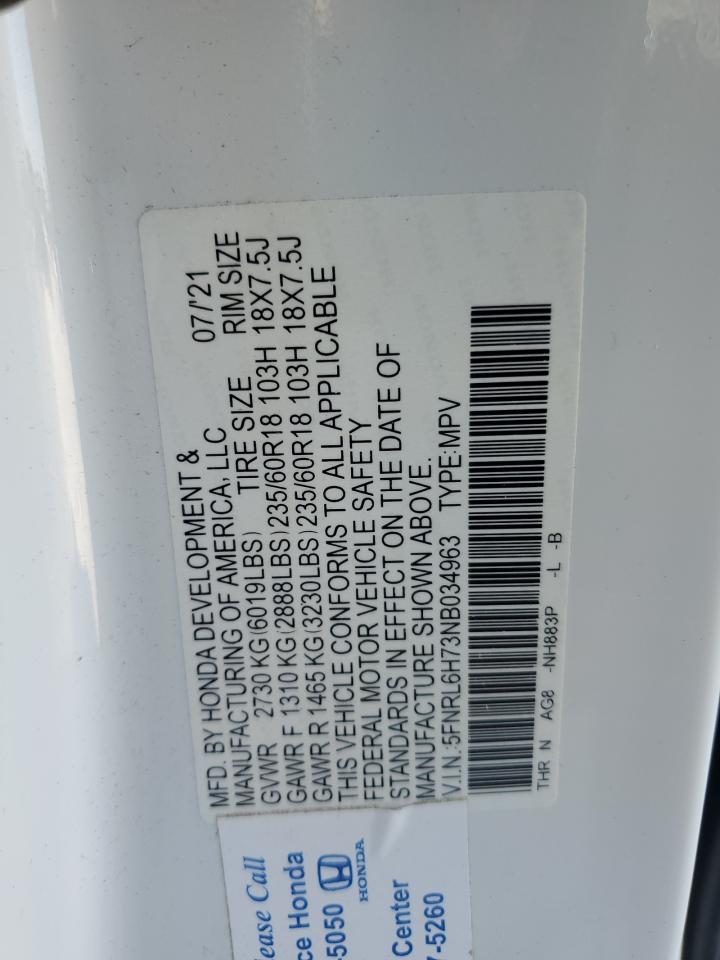 MFD. BY HONDA DEVELOPMENT & 07/'21
MANUFACTURING OF AMERICA, LLC
GVWR 2730 KG (6019LBS) TIRE SIZE RIM SIZE
GAWR F 1310 KG (2888LBS) 235/60R18 103H 18X7.5J
GAWR R 1465 KG (3230LBS) 235/60R18 103H 18X7.5J
THIS VEHICLE CONFORMS TO ALL APPLICABLE
FEDERAL MOTOR VEHICLE SAFETY
STANDARDS IN EFFECT ON THE DATE OF
MANUFACTURE SHOWN ABOVE.
V.I.N.:5FNRL6H73NB034963 TYPE:MPV
THR N AG8 -NH883P -L -B
Call
Honda
-5050
HONDA
Center
-5260